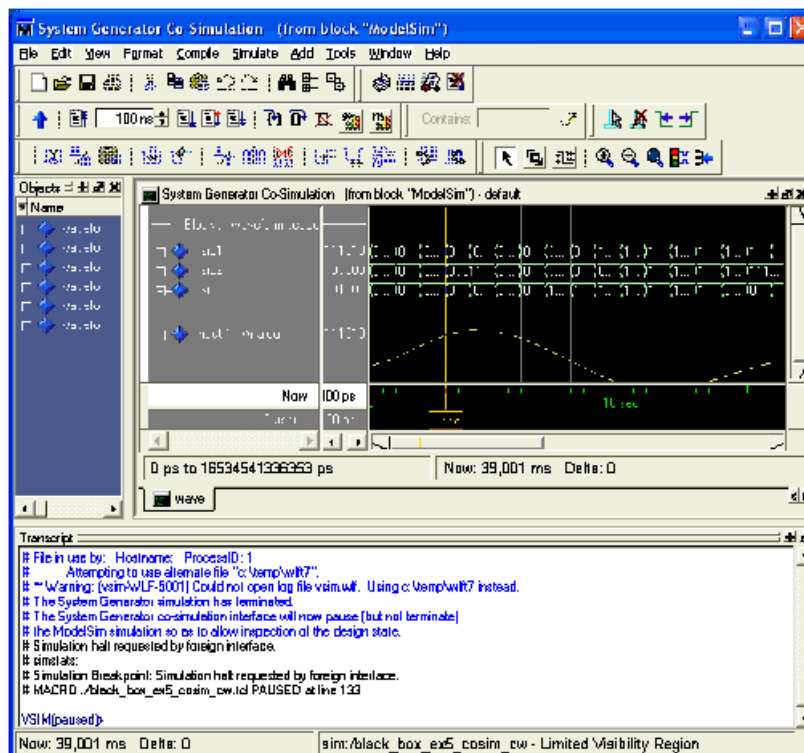 System Generator Co-Simulation (from block "ModelSim")
File Edit View Format Compile Simulate Add Tools Window Help
100 ns
Contains:
Objects
Name
System Generator Co-Simulation (from block "ModelSim") - default
Now
100 ps
10 sec
0 ps to 16534541336353 ps
Now: 39,001 ms Delta: 0
wave
Transcript
# File in use by: Hostname: ProcessID: 1
# Attempting to use alternate file "c:\temp\wlft7".
# ** Warning: (vsim-WLF-5001) Could not open log file vsim.wlf. Using c:\temp\wlft7 instead.
# The System Generator simulation has terminated.
# The System Generator co-simulation interface will now pause (but not terminate)
# the ModelSim simulation so as to allow inspection of the design state.
# Simulation halt requested by foreign interface.
# simstats:
# Simulation Breakpoint: Simulation halt requested by foreign interface.
# MACRO ./black_box_ex5_cosim_cw.tcl PAUSED at line 133
VSIM(paused)>
Now: 39,001 ms Delta: 0
sim:/black_box_ex5_cosim_cw - Limited Visibility Region